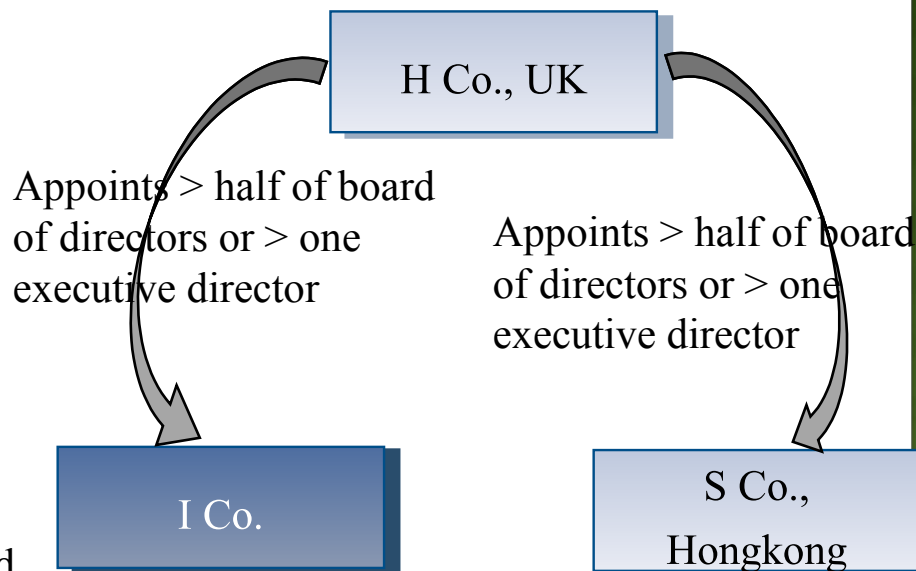 H Co., UK
Appoints > half of board
of directors or > one
executive director
Appoints > half of board
of directors or > one
executive director
I Co.
S Co.,
Hongkong